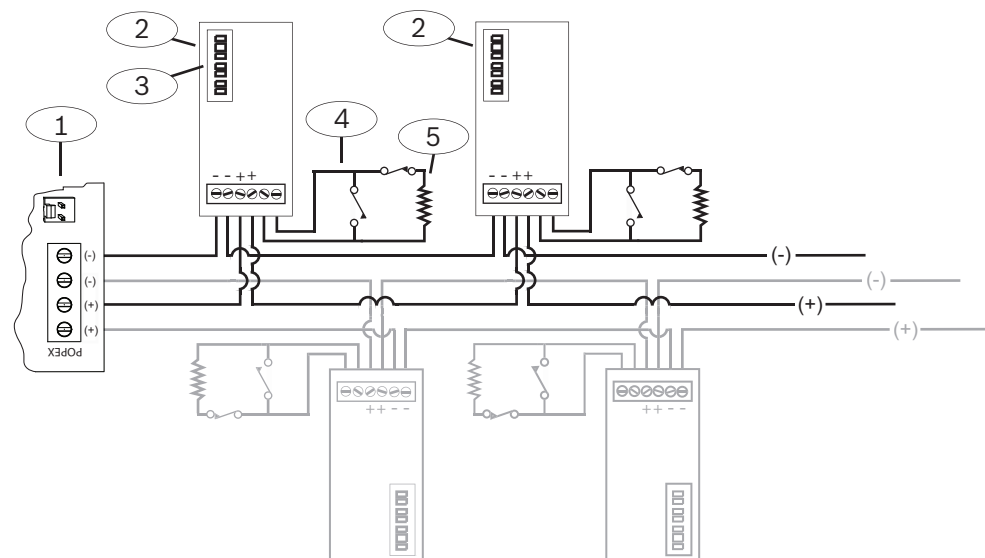 2
2
3
4
1
5
- - + +
- - + +
(-)
(-)
(-)
(-)
(+)
(+)
(+)
(+)
POPEX
+ + - -
+ + - -